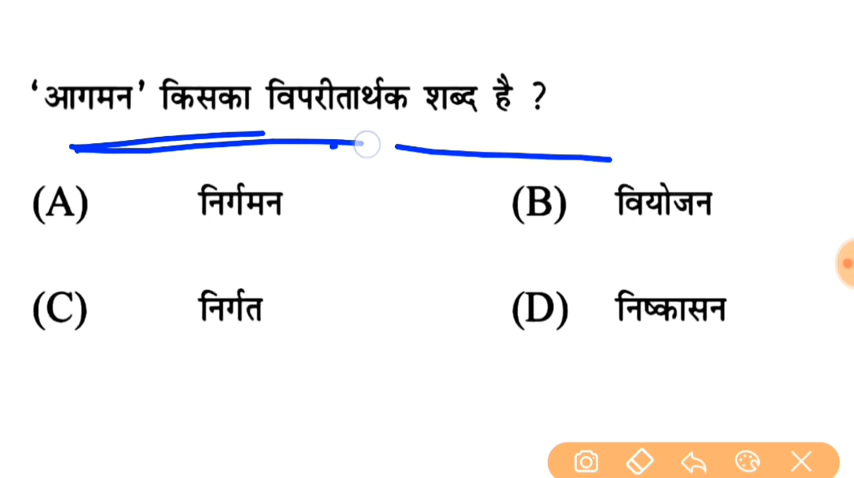 ‘आगमन’ किसका विपरीतार्थक शब्द है ?
(A) निर्गमन (B) वियोजन
(C) निर्गत (D) निष्कासन